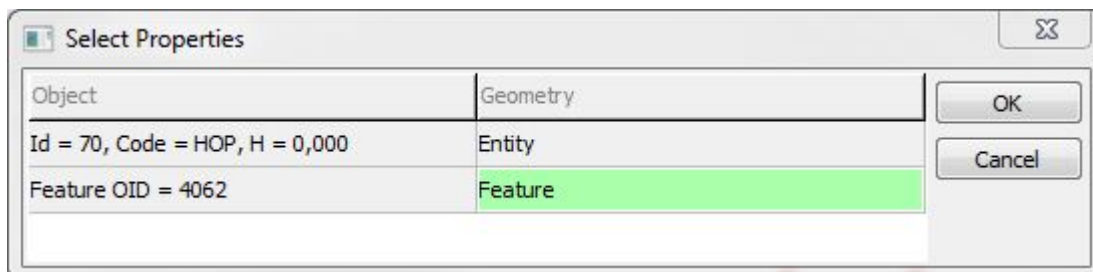 Select Properties
Object Geometry OK
Id = 70, Code = HOP, H = 0,000 Entity
Cancel
Feature OID = 4062 Feature